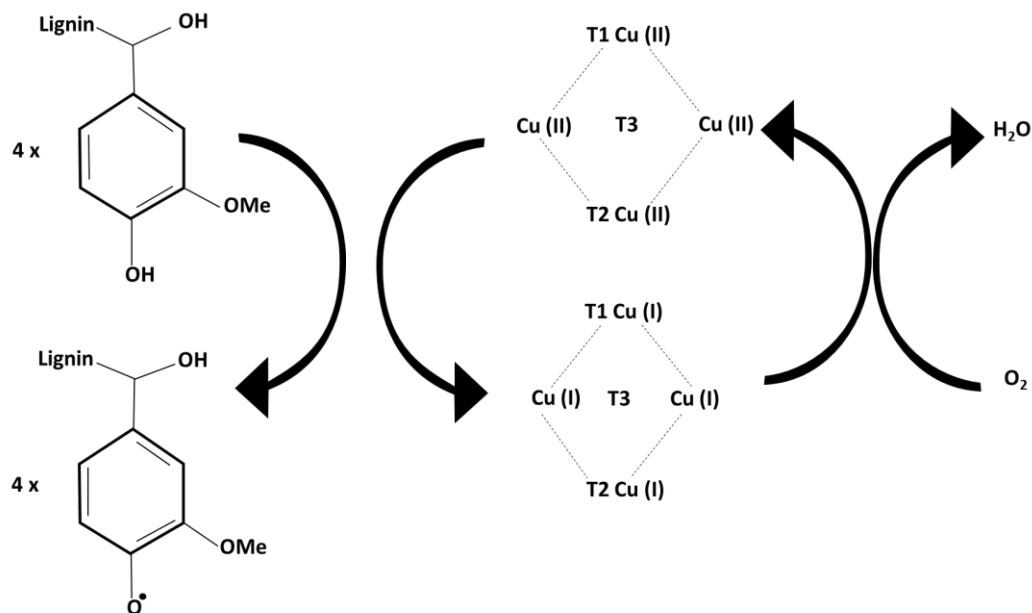 Lignin
OH
4 x
OMe
OH
Lignin
OH
4 x
OMe
O•
T1 Cu (II)
Cu (II) T3 Cu (II)
T2 Cu (II)
T1 Cu (I)
Cu (I) T3 Cu (I)
T2 Cu (I)
H₂O
O₂